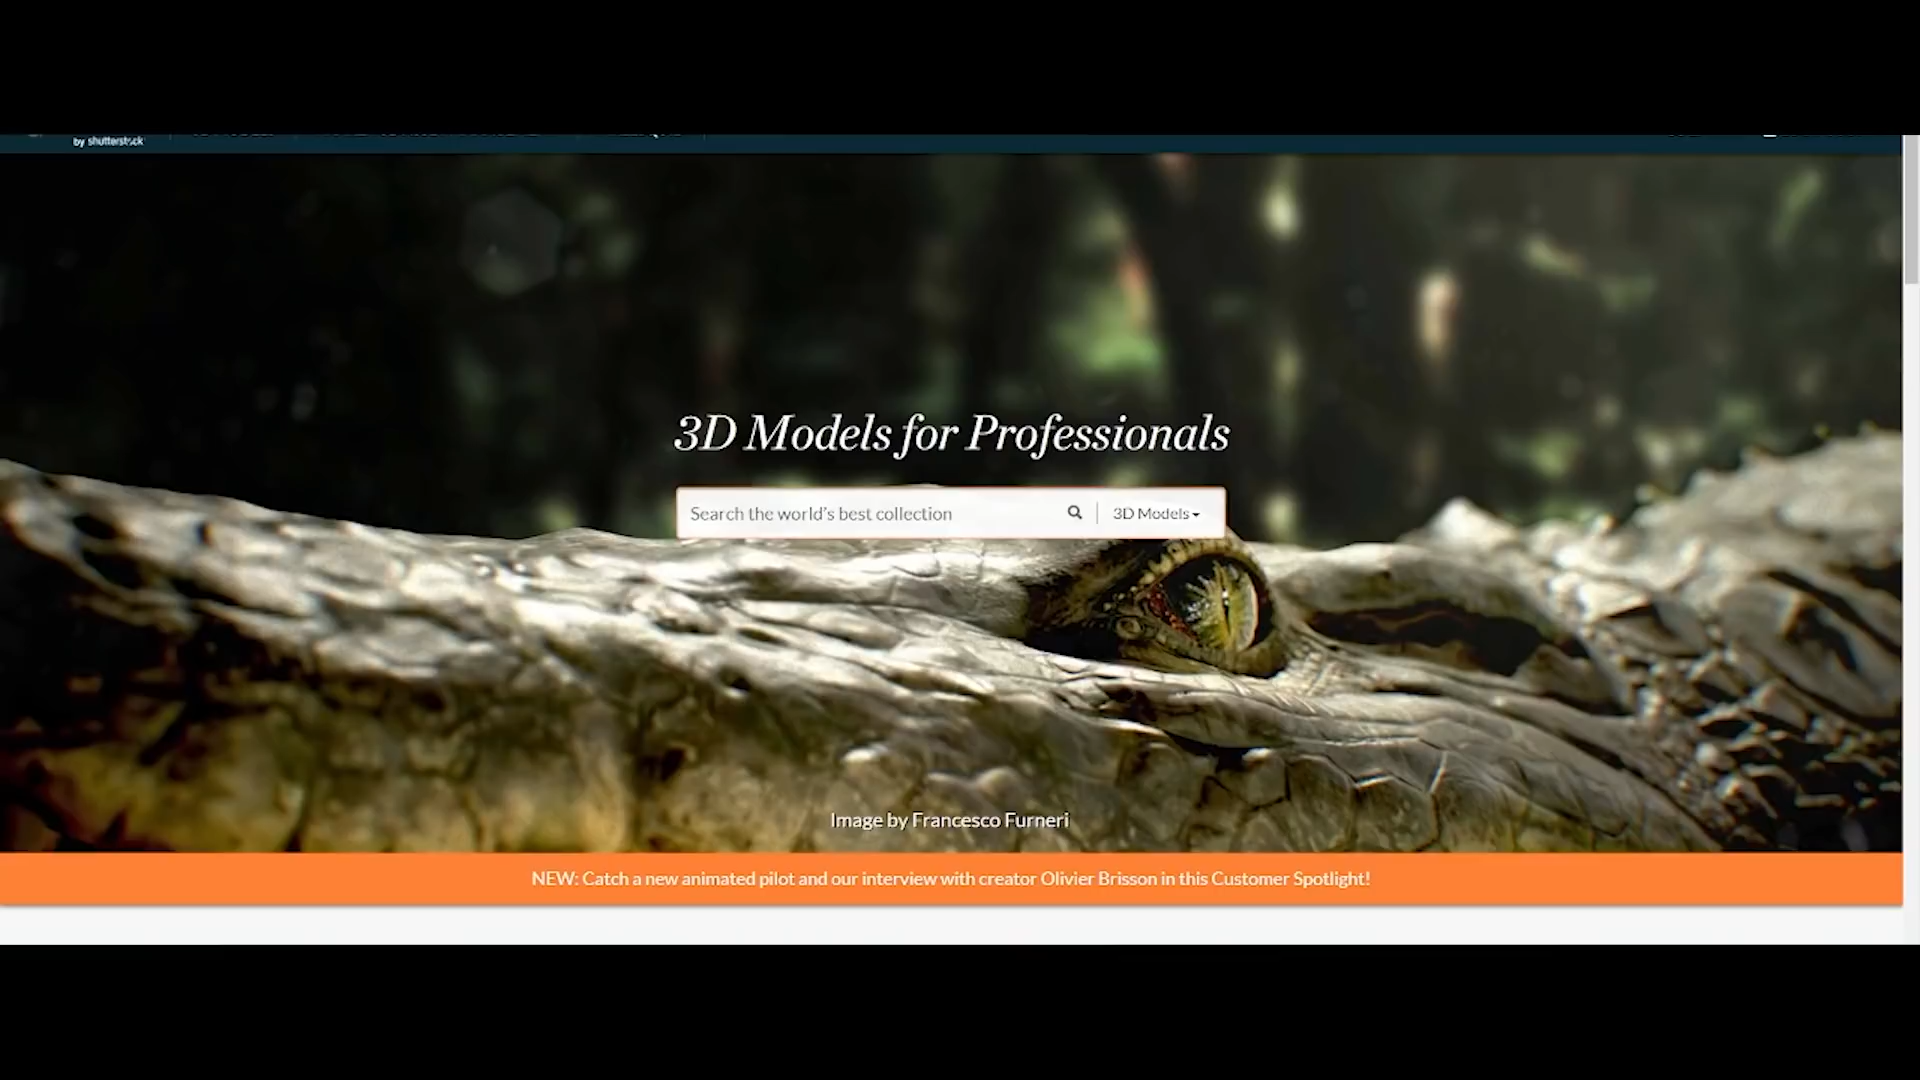 by shutterstock
3D Models for Professionals
Search the world's best collection
3D Models
Image by Francesco Furneri
NEW: Catch a new animated pilot and our interview with creator Olivier Brisson in this Customer Spotlight!